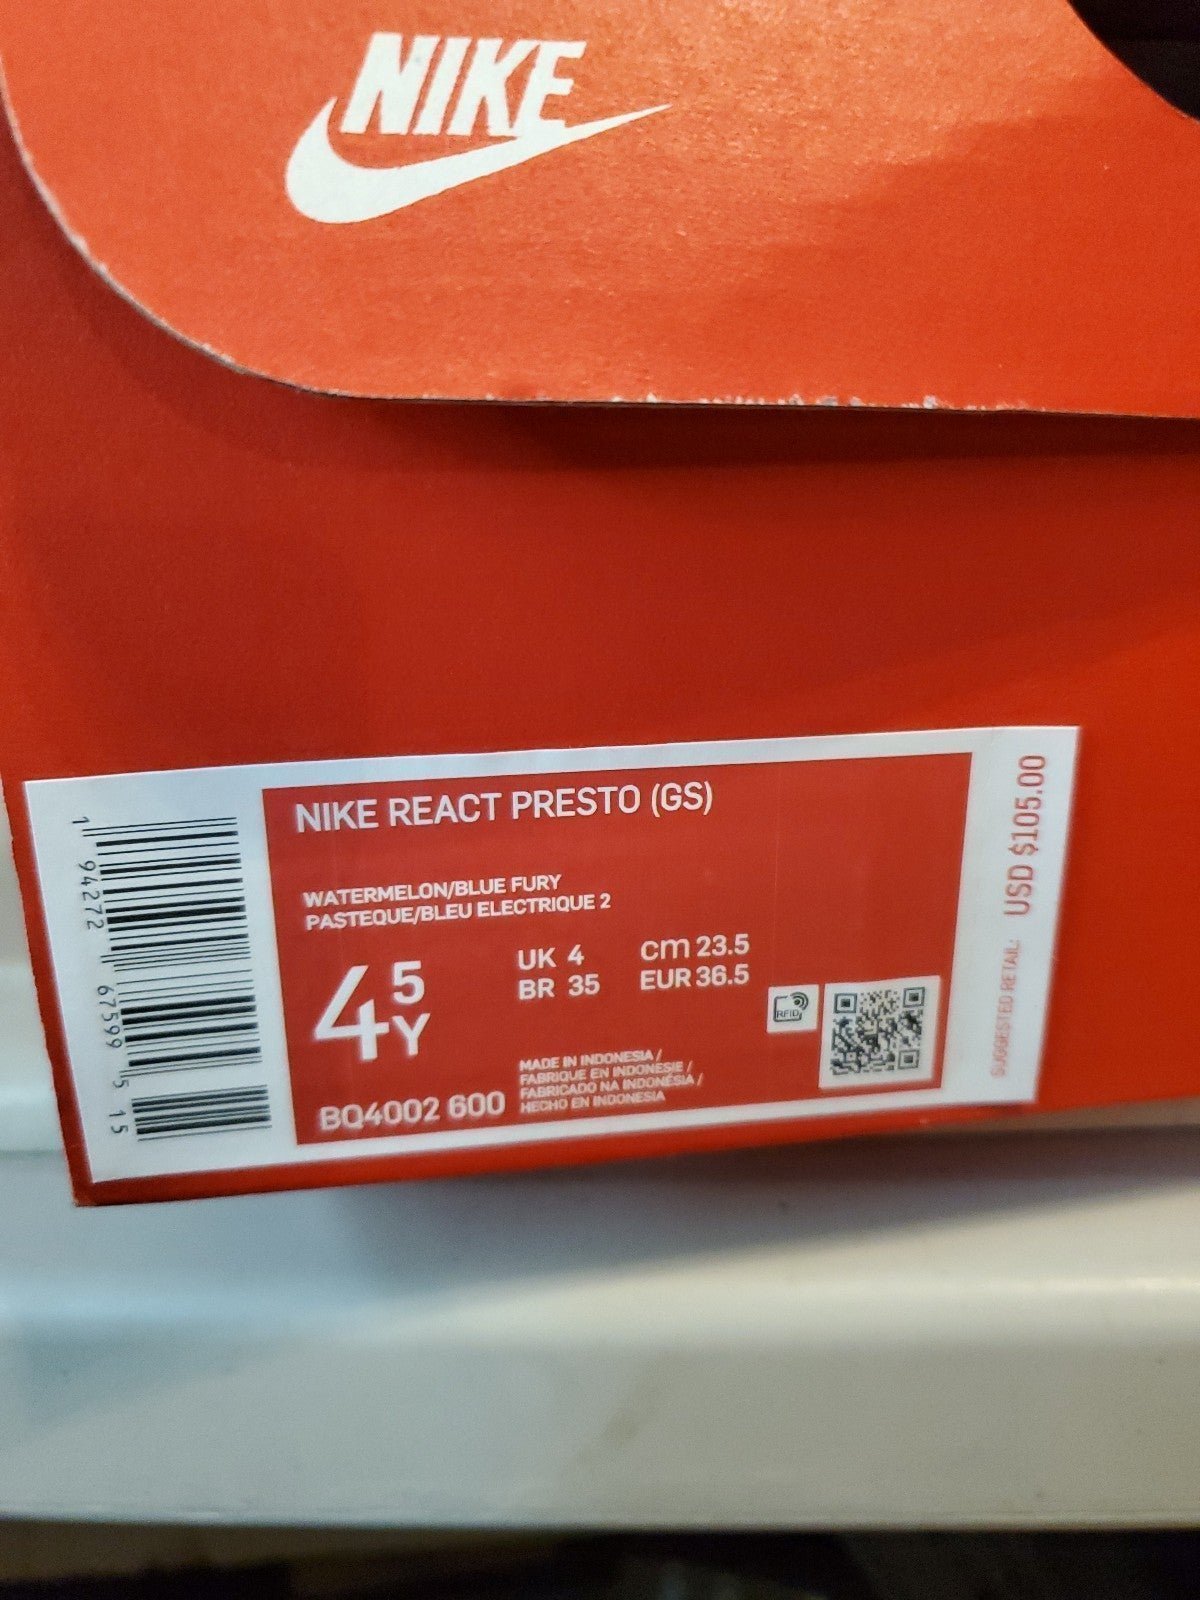 NIKE
NIKE REACT PRESTO (GS)
WATERMELON/BLUE FURY
PASTEQUE/BLEU ELECTRIQUE 2
4 5 Y
UK 4
BR 35
cm 23.5
EUR 36.5
MADE IN INDONESIA /
FABRIQUE EN INDONESIE /
FABRICADO NA INDONÉSIA /
HECHO EN INDONESIA
BQ4002 600
RFID
SUGGESTED RETAIL: USD $105.00
1 94272 67599 5 15